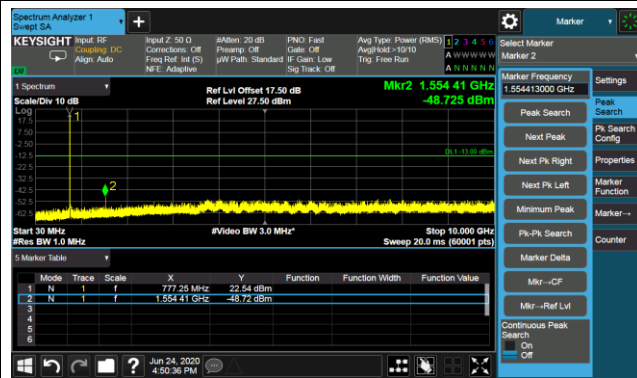 Spectrum Analyzer 1
Swept SA
+
Marker
KEYSIGHT
Input: RF
Coupling: DC
Align: Auto
Input Z: 50 Ω
Corrections: Off
Freq Ref: Int (S)
NFE: Adaptive
#Atten: 20 dB
Preamp: Off
µW Path: Standard
PNO: Fast
Gate: Off
IF Gain: Low
Sig Track: Off
Avg Type: Power (RMS)
Avg|Hold:>10/10
Trig: Free Run
1 2 3 4 5 6
A W W W W W
A N N N N N
Select Marker
Marker 2
1 Spectrum
Scale/Div 10 dB
Ref Lvl Offset 17.50 dB
Ref Level 27.50 dBm
Mkr2 1.554 41 GHz
-48.725 dBm
Log
17.5
7.50
-2.50
-12.5
-22.5
-32.5
-42.5
-52.5
-62.5
1
2
DL1 -13.00 dBm
Start 30 MHz
#Res BW 1.0 MHz
#Video BW 3.0 MHz*
Stop 10.000 GHz
Sweep 20.0 ms (60001 pts)
5 Marker Table
Mode Trace Scale X Y Function Function Width Function Value
1 N 1 f 777.25 MHz 22.54 dBm
2 N 1 f 1.554 41 GHz -48.72 dBm
3
4
5
6
Jun 24, 2020
4:50:36 PM
Marker Frequency
1.554413000 GHz
Peak Search
Next Peak
Next Pk Right
Next Pk Left
Minimum Peak
Pk-Pk Search
Marker Delta
Mkr→CF
Mkr→Ref Lvl
Continuous Peak
Search
On
Off
Settings
Peak
Search
Pk Search
Config
Properties
Marker
Function
Marker→
Counter